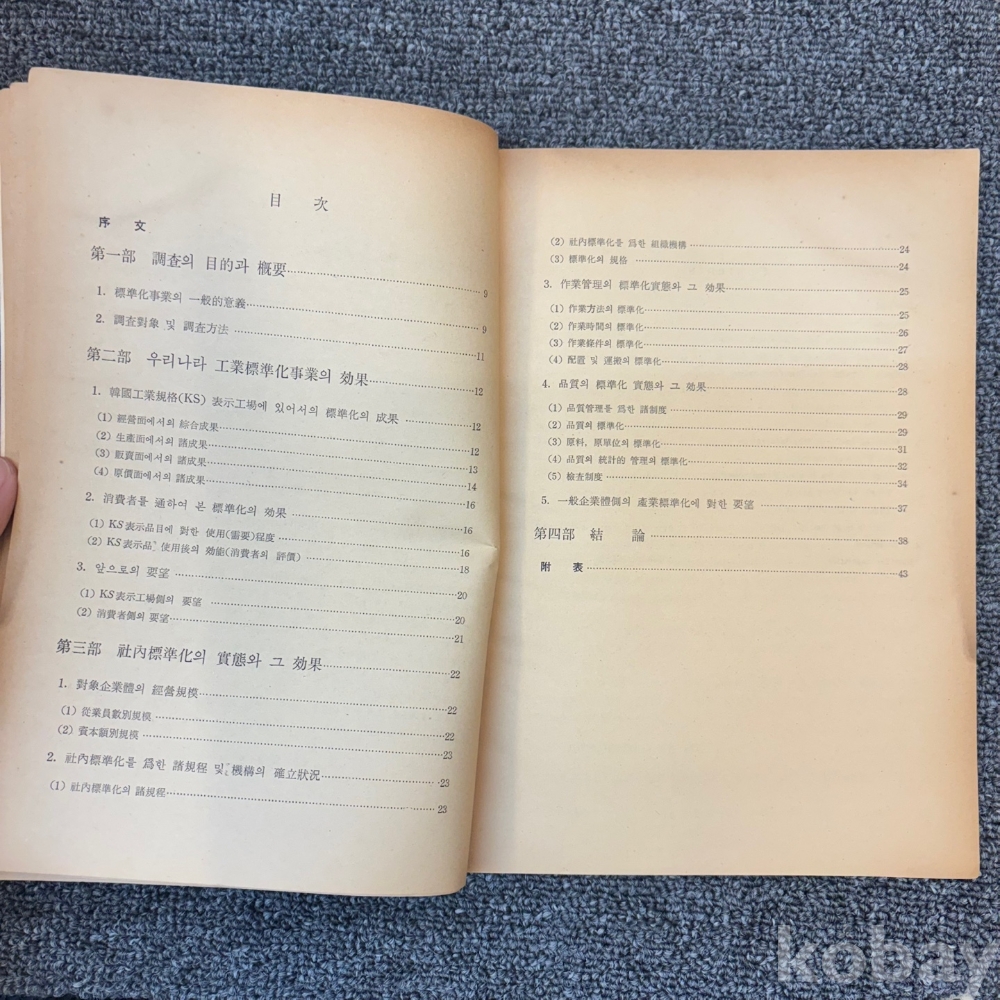 目 次
序 文
第一部 調査의 目的과 槪要 9
1. 標準化事業의 一般的意義 9
2. 調査對象 및 調査方法 11
第二部 우리나라 工業標準化事業의 効果 12
1. 韓國工業規格(KS) 表示工場에 있어서의 標準化의 成果 12
(1) 經營面에서의 綜合成果 12
(2) 生產面에서의 諸成果 13
(3) 販賣面에서의 諸成果 14
(4) 原價面에서의 諸成果 16
2. 消費者를 通하여 본 標準化의 効果 16
(1) KS表示品目에 對한 使用(需要)程度 16
(2) KS表示品 使用後의 効能(消費者의 評價) 18
3. 앞으로의 要望 20
(1) KS表示工場側의 要望 20
(2) 消費者側의 要望 21
第三部 社內標準化의 實態와 그 効果 22
1. 對象企業體의 經營規模 22
(1) 從業員數別規模 22
(2) 資本額別規模 23
2. 社內標準化를 爲한 諸規程 및 機構의 確立狀況 23
(1) 社內標準化의 諸規程 23
(2) 社內標準化를 爲한 組織機構 24
(3) 標準化의 規格 24
3. 作業管理의 標準化實態와 그 効果 25
(1) 作業方法의 標準化 25
(2) 作業時間의 標準化 26
(3) 作業條件의 標準化 27
(4) 配置 및 運搬의 標準化 28
4. 品質의 標準化 實態와 그 効果 28
(1) 品質管理를 爲한 諸制度 29
(2) 品質의 標準化 29
(3) 原料, 原單位의 標準化 31
(4) 品質의 統計的 管理의 標準化 32
(5) 檢査制度 34
5. 一般企業體側의 產業標準化에 對한 要望 37
第四部 結 論 38
附 表 43
kobay